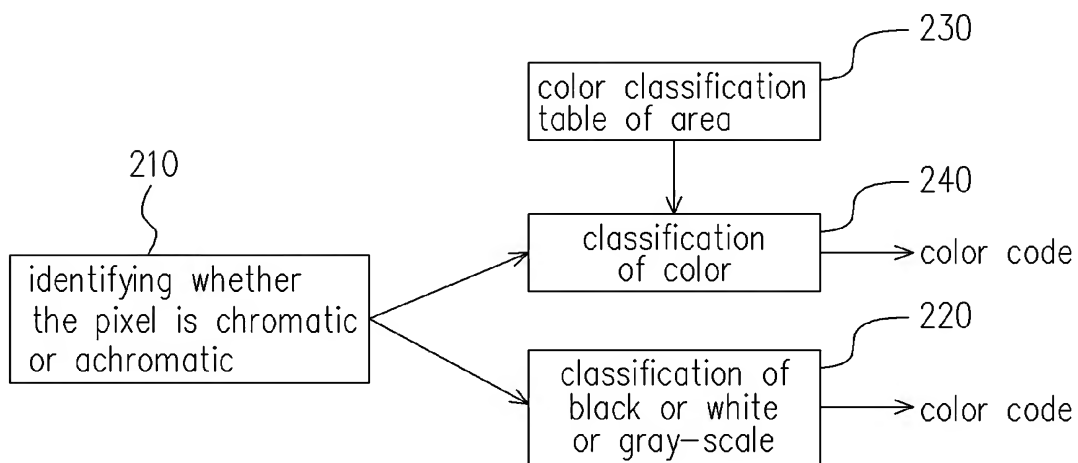 230
color classification
table of area
210
240
classification
of color
color code
identifying whether
the pixel is chromatic
or achromatic
220
classification of
black or white
or gray-scale
color code